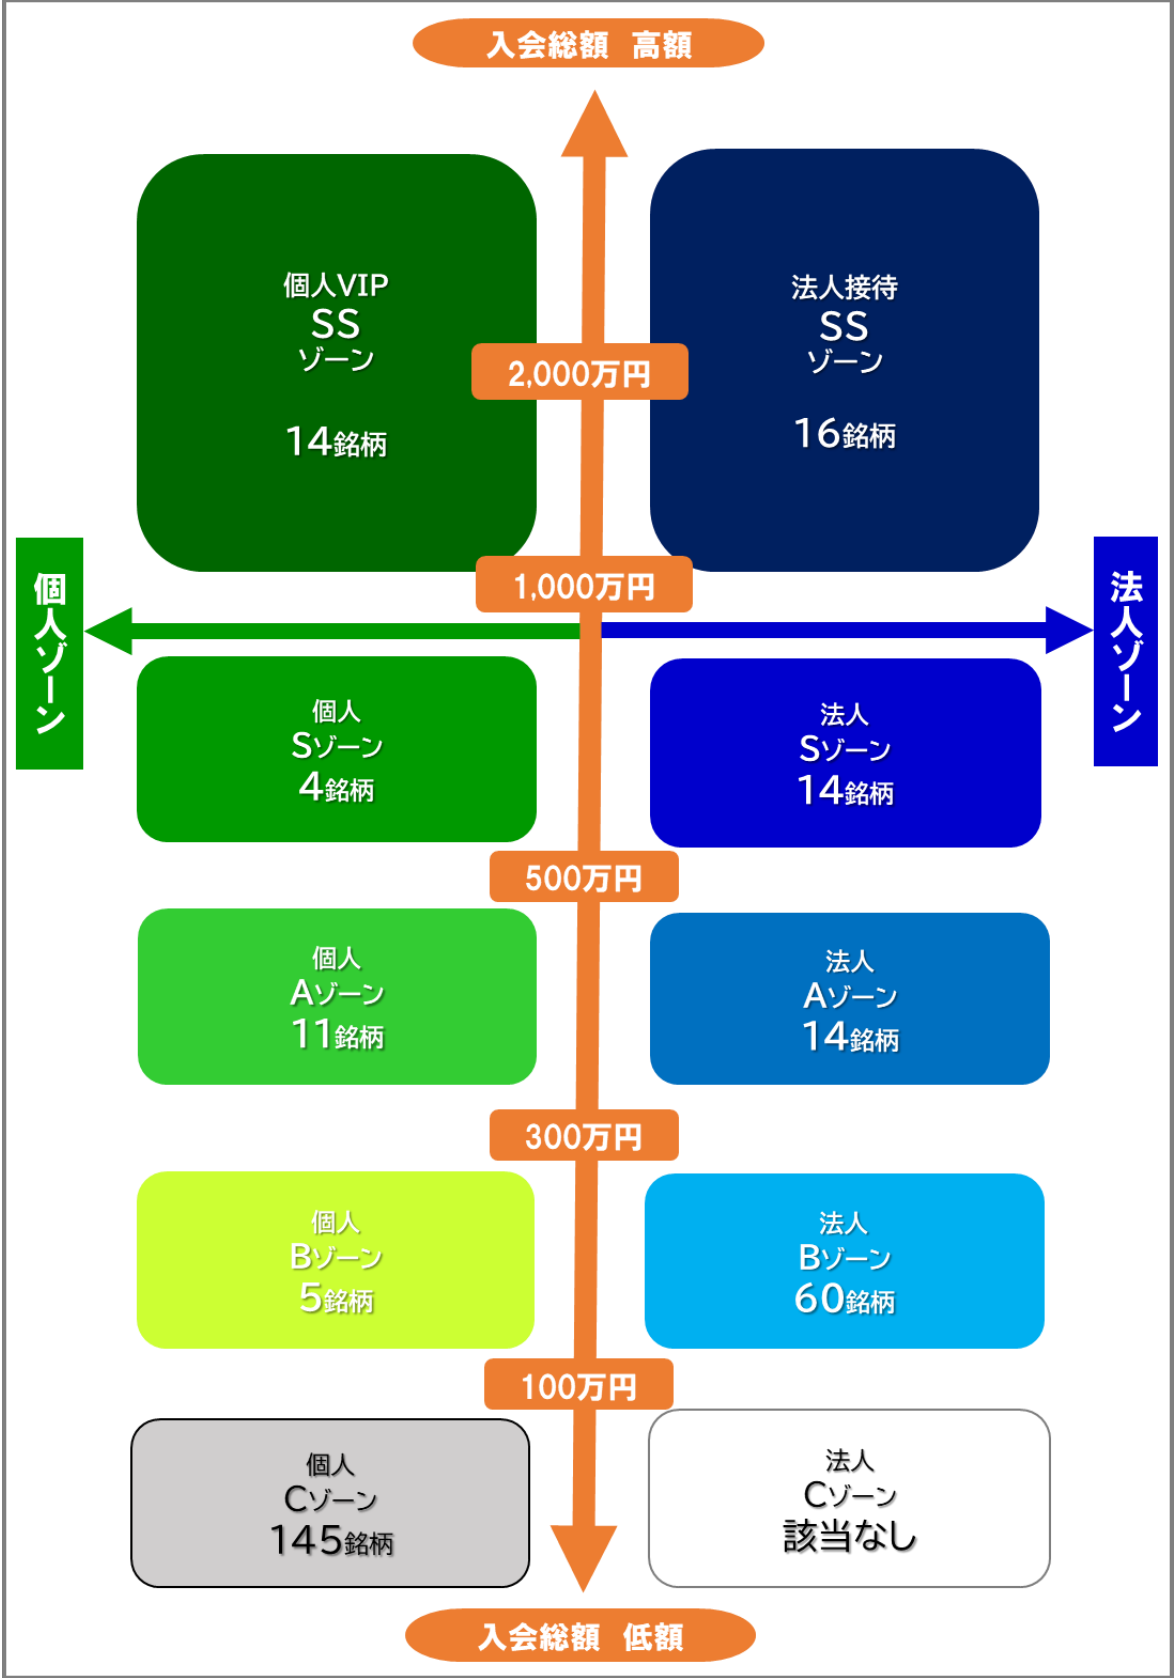 入会総額 高額
個人VIP
SS
ゾーン
14銘柄
法人接待
SS
ゾーン
16銘柄
2,000万円
1,000万円
個人ゾーン
法人ゾーン
個人
Sゾーン
4銘柄
法人
Sゾーン
14銘柄
500万円
個人
Aゾーン
11銘柄
法人
Aゾーン
14銘柄
300万円
個人
Bゾーン
5銘柄
法人
Bゾーン
60銘柄
100万円
個人
Cゾーン
145銘柄
法人
Cゾーン
該当なし
入会総額 低額